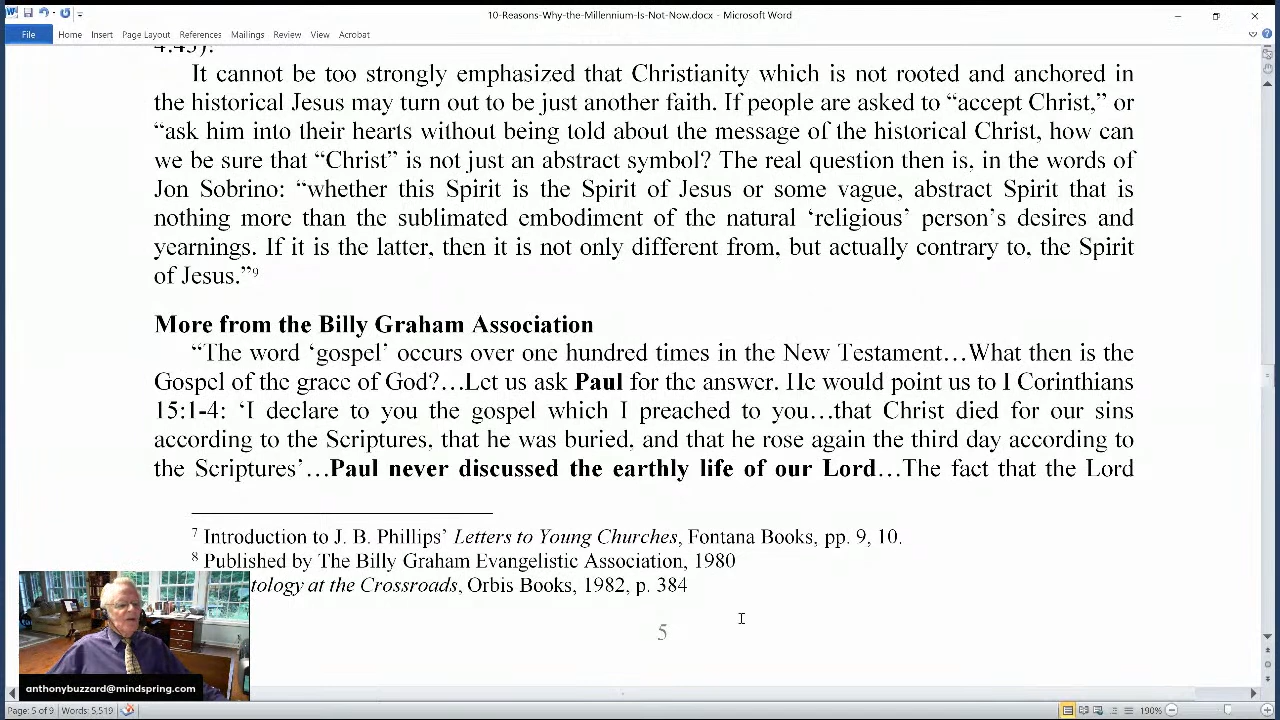 10-Reasons-Why-the-Millennium-Is-Not-Now.docx - Microsoft Word
File Home Insert Page Layout References Mailings Review View Acrobat
4:43).
It cannot be too strongly emphasized that Christianity which is not rooted and anchored in
the historical Jesus may turn out to be just another faith. If people are asked to “accept Christ,” or
“ask him into their hearts without being told about the message of the historical Christ, how can
we be sure that “Christ” is not just an abstract symbol? The real question then is, in the words of
Jon Sobrino: “whether this Spirit is the Spirit of Jesus or some vague, abstract Spirit that is
nothing more than the sublimated embodiment of the natural ‘religious’ person’s desires and
yearnings. If it is the latter, then it is not only different from, but actually contrary to, the Spirit
of Jesus.”9
More from the Billy Graham Association
“The word ‘gospel’ occurs over one hundred times in the New Testament…What then is the
Gospel of the grace of God?…Let us ask Paul for the answer. He would point us to I Corinthians
15:1-4: ‘I declare to you the gospel which I preached to you…that Christ died for our sins
according to the Scriptures, that he was buried, and that he rose again the third day according to
the Scriptures’…Paul never discussed the earthly life of our Lord…The fact that the Lord
7 Introduction to J. B. Phillips’ Letters to Young Churches, Fontana Books, pp. 9, 10.
8 Published by The Billy Graham Evangelistic Association, 1980
tology at the Crossroads, Orbis Books, 1982, p. 384
5
anthonybuzzard@mindspring.com
Page: 5 of 9 Words: 5,519 190%